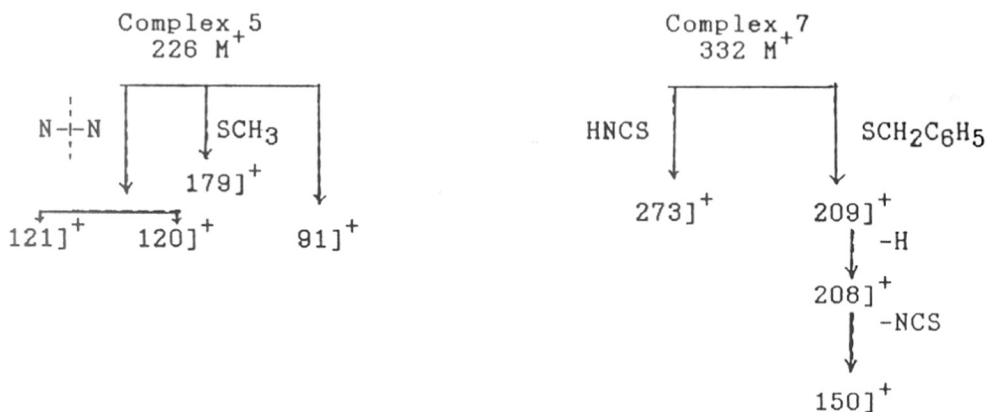 Complex 5
226 M+
N-|-N
SCH3
179]+
121]+
120]+
91]+
Complex 7
332 M+
HNCS
SCH2C6H5
273]+
209]+
-H
208]+
-NCS
150]+